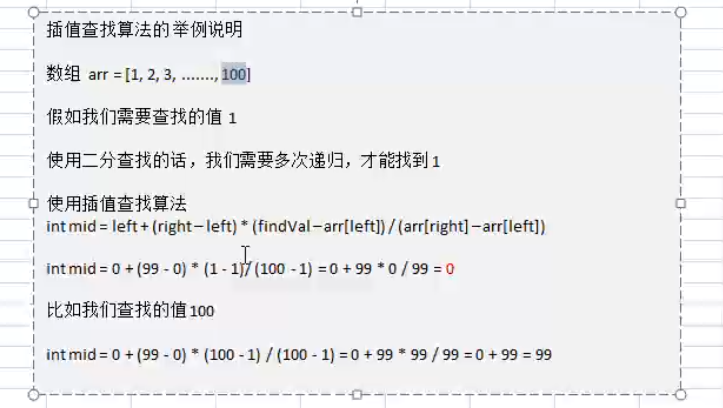 插值查找算法的举例说明
数组 arr = [1, 2, 3, ......., 100]
假如我们需要查找的值 1
使用二分查找的话，我们需要多次递归，才能找到 1
使用插值查找算法
int mid = left + (right – left) * (findVal – arr[left]) / (arr[right] – arr[left])
int mid = 0 + (99 - 0) * (1 - 1)/ (100 - 1) = 0 + 99 * 0 / 99 = 0
比如我们查找的值 100
int mid = 0 + (99 - 0) * (100 - 1) / (100 - 1) = 0 + 99 * 99 / 99 = 0 + 99 = 99